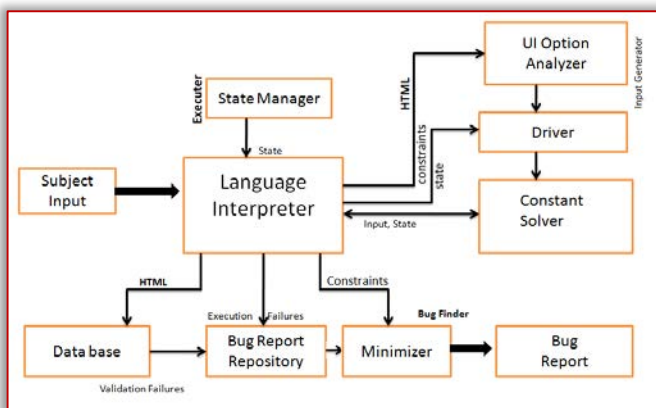 UI Option
Analyzer
Input Generator
Executer
State Manager
HTML
constraints
state
Driver
State
Subject
Input
Language
Interpreter
Constant
Solver
Input, State
HTML
Constraints
Execution Failures
Bug Finder
Data base
Bug Report
Repository
Minimizer
Bug
Report
Validation Failures